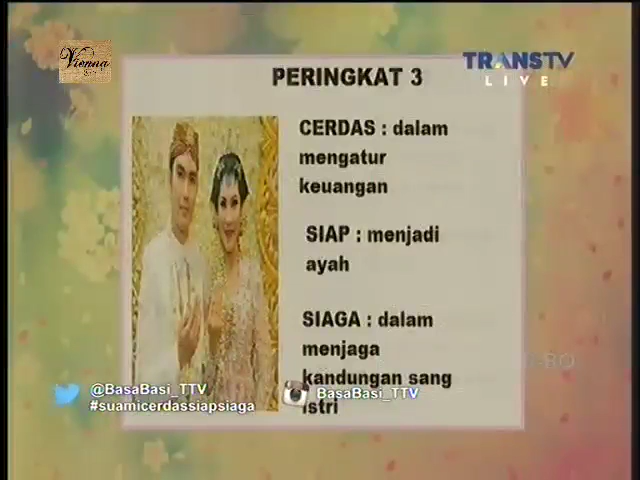 Vienna
TRANSTV
LIVE
PERINGKAT 3
CERDAS : dalam
mengatur
keuangan
SIAP : menjadi
ayah
SIAGA : dalam
menjaga
kandungan sang
istri
@BasaBasi_TTV
#suamicerdassiapsiaga
BasaBasi_TTV